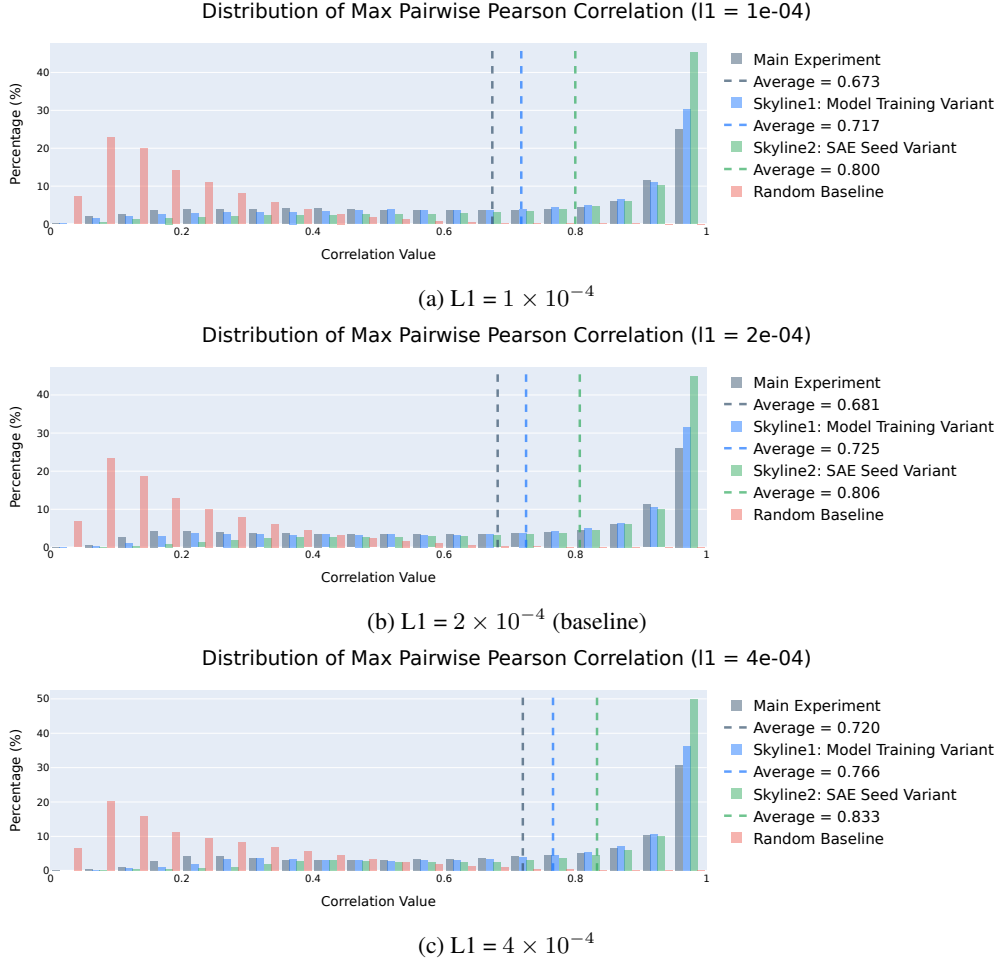 Distribution of Max Pairwise Pearson Correlation (l1 = 1e-04)
Percentage (%)
40
30
20
10
0
0 0.2 0.4 0.6 0.8 1
Correlation Value
Main Experiment
Average = 0.673
Skyline1: Model Training Variant
Average = 0.717
Skyline2: SAE Seed Variant
Average = 0.800
Random Baseline
(a) L1 = 1 × 10⁻⁴
Distribution of Max Pairwise Pearson Correlation (l1 = 2e-04)
Percentage (%)
40
30
20
10
0
0 0.2 0.4 0.6 0.8 1
Correlation Value
Main Experiment
Average = 0.681
Skyline1: Model Training Variant
Average = 0.725
Skyline2: SAE Seed Variant
Average = 0.806
Random Baseline
(b) L1 = 2 × 10⁻⁴ (baseline)
Distribution of Max Pairwise Pearson Correlation (l1 = 4e-04)
Percentage (%)
50
40
30
20
10
0
0 0.2 0.4 0.6 0.8 1
Correlation Value
Main Experiment
Average = 0.720
Skyline1: Model Training Variant
Average = 0.766
Skyline2: SAE Seed Variant
Average = 0.833
Random Baseline
(c) L1 = 4 × 10⁻⁴